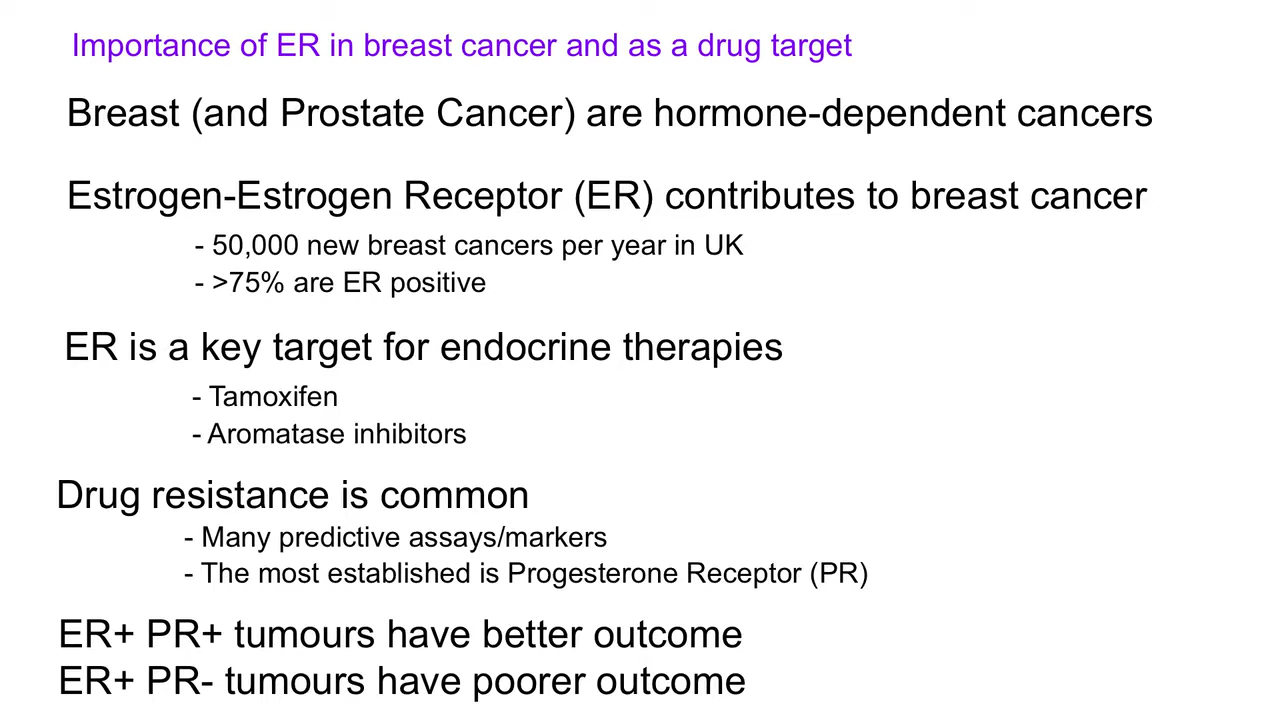 Importance of ER in breast cancer and as a drug target
Breast (and Prostate Cancer) are hormone-dependent cancers
Estrogen-Estrogen Receptor (ER) contributes to breast cancer
- 50,000 new breast cancers per year in UK
- >75% are ER positive
ER is a key target for endocrine therapies
- Tamoxifen
- Aromatase inhibitors
Drug resistance is common
- Many predictive assays/markers
- The most established is Progesterone Receptor (PR)
ER+ PR+ tumours have better outcome
ER+ PR- tumours have poorer outcome